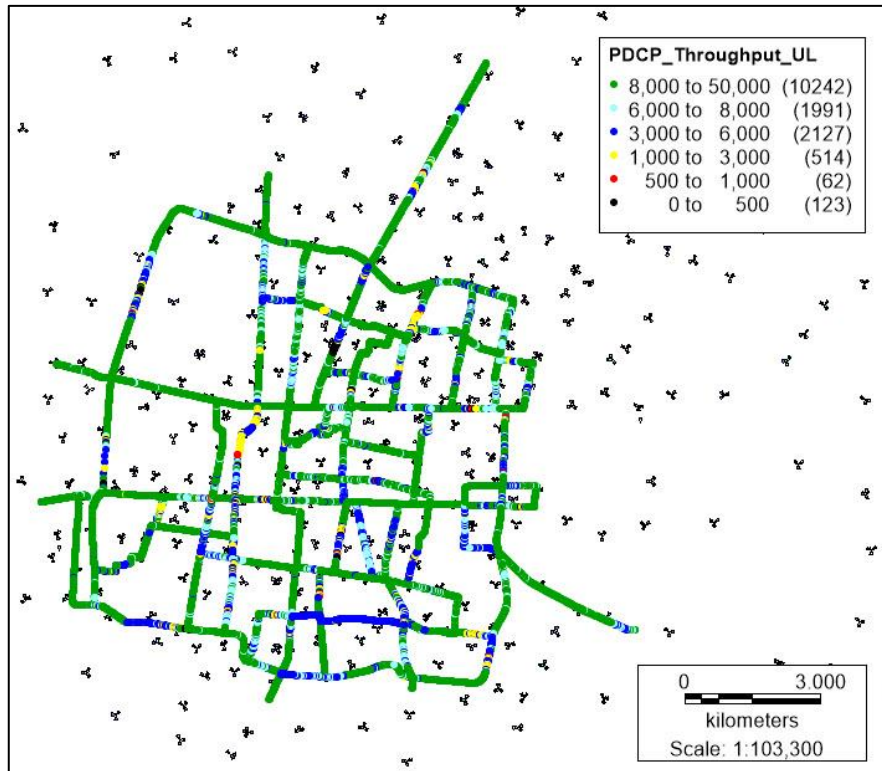 PDCP_Throughput_UL
8,000 to 50,000 (10242)
6,000 to 8,000 (1991)
3,000 to 6,000 (2127)
1,000 to 3,000 (514)
500 to 1,000 (62)
0 to 500 (123)
0 3.000
kilometers
Scale: 1:103,300